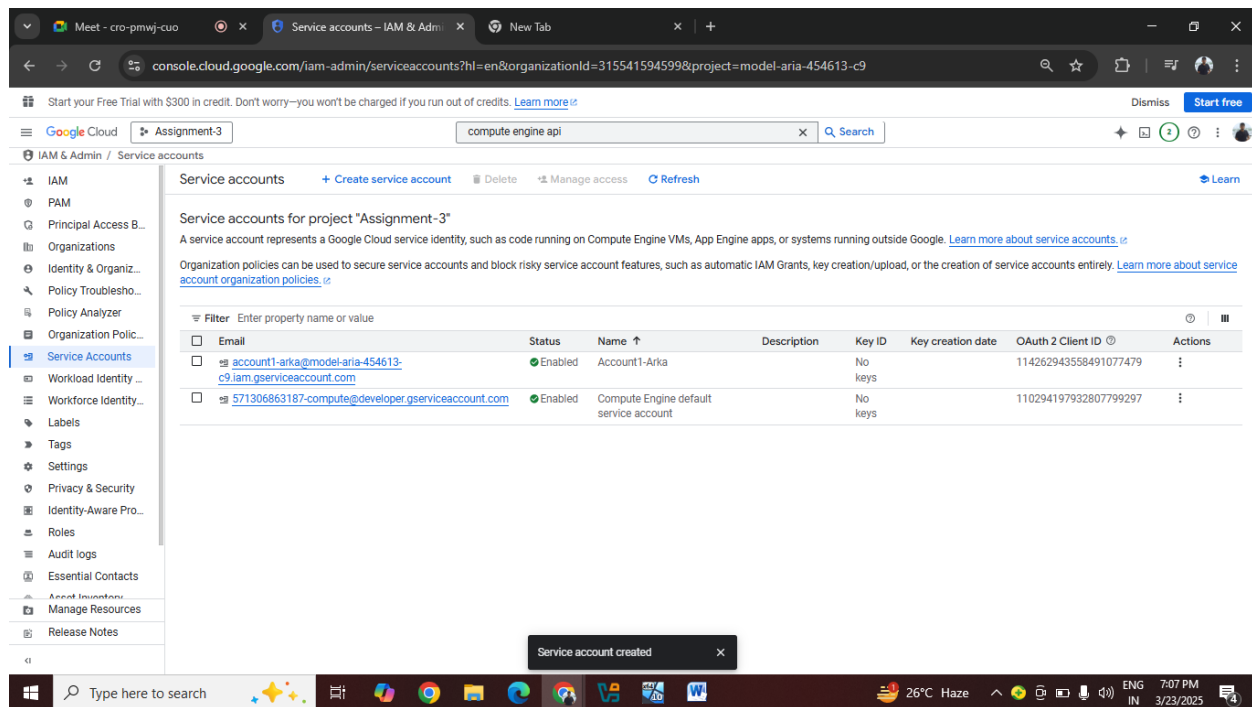 Meet - cro-pmwj-cuo
Service accounts – IAM & Admi
New Tab
console.cloud.google.com/iam-admin/serviceaccounts?hl=en&organizationId=315541594599&project=model-aria-454613-c9
Start your Free Trial with $300 in credit. Don't worry—you won't be charged if you run out of credits. Learn more
Dismiss
Start free
Google Cloud
Assignment-3
compute engine api
Search
2
IAM & Admin / Service accounts
IAM
PAM
Principal Access B...
Organizations
Identity & Organiz...
Policy Troublesho...
Policy Analyzer
Organization Polic...
Service Accounts
Workload Identity ...
Workforce Identity...
Labels
Tags
Settings
Privacy & Security
Identity-Aware Pro...
Roles
Audit logs
Essential Contacts
Asset Inventory
Manage Resources
Release Notes
Service accounts
+ Create service account
Delete
Manage access
Refresh
Learn
Service accounts for project "Assignment-3"
A service account represents a Google Cloud service identity, such as code running on Compute Engine VMs, App Engine apps, or systems running outside Google. Learn more about service accounts.
Organization policies can be used to secure service accounts and block risky service account features, such as automatic IAM Grants, key creation/upload, or the creation of service accounts entirely. Learn more about service
account organization policies.
Filter Enter property name or value
Email Status Name Description Key ID Key creation date OAuth 2 Client ID Actions
account1-arka@model-aria-454613- Enabled Account1-Arka No 114262943558491077479
c9.iam.gserviceaccount.com keys
571306863187-compute@developer.gserviceaccount.com Enabled Compute Engine default No 110294197932807799297
service account keys
Service account created
Type here to search
26°C Haze
ENG 7:07 PM
IN 3/23/2025
4